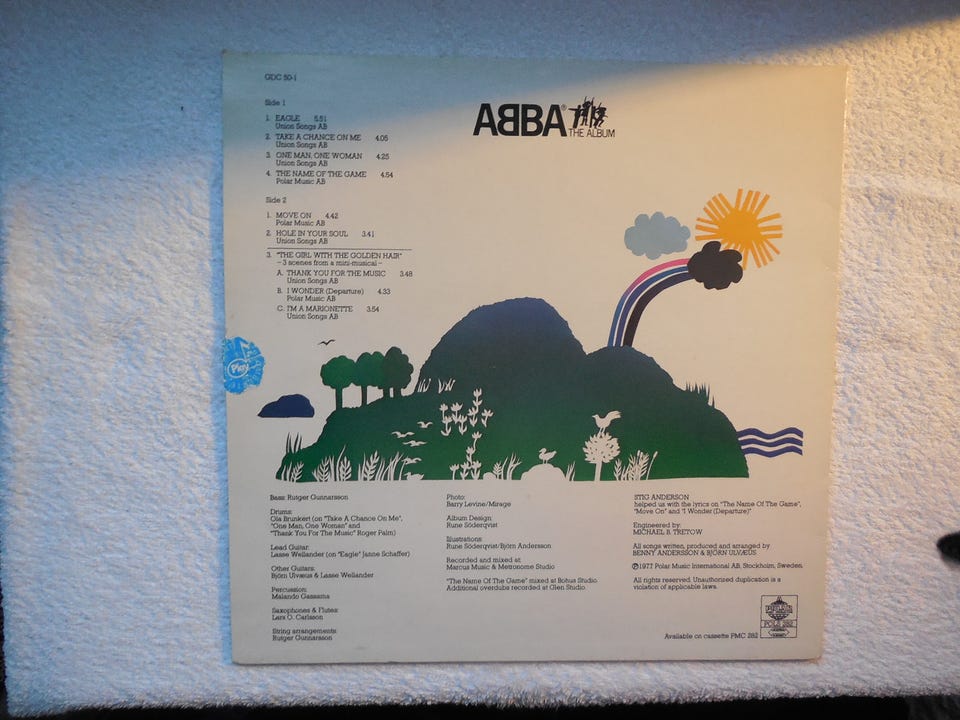 GDC 50-1
Side 1
1. EAGLE 5.51
Union Songs AB
2. TAKE A CHANCE ON ME 4.05
Union Songs AB
3. ONE MAN, ONE WOMAN 4.25
Union Songs AB
4. THE NAME OF THE GAME 4.54
Polar Music AB
Side 2
1. MOVE ON 4.42
Polar Music AB
2. HOLE IN YOUR SOUL 3.41
Union Songs AB
3. "THE GIRL WITH THE GOLDEN HAIR"
– 3 scenes from a mini-musical –
A. THANK YOU FOR THE MUSIC 3.48
Union Songs AB
B. I WONDER (Departure) 4.33
Polar Music AB
C. I'M A MARIONETTE 3.54
Union Songs AB
ABBA®
THE ALBUM
Play
Bass: Rutger Gunnarsson
Drums:
Ola Brunkert (on "Take A Chance On Me",
"One Man, One Woman" and
"Thank You For The Music" Roger Palm)
Lead Guitar:
Lasse Wellander (on "Eagle" Janne Schaffer)
Other Guitars:
Björn Ulvæus & Lasse Wellander
Percussion:
Malando Gassama
Saxophones & Flutes:
Lars O. Carlsson
String arrangements:
Rutger Gunnarsson
Photo:
Barry Levine/Mirage
Album Design:
Rune Söderqvist
Illustrations:
Rune Söderqvist/Björn Andersson
Recorded and mixed at
Marcus Music & Metronome Studio
"The Name Of The Game" mixed at Bohus Studio
Additional overdubs recorded at Glen Studio.
STIG ANDERSON
helped us with the lyrics on "The Name Of The Game",
"Move On" and "I Wonder (Departure)"
Engineered by:
MICHAEL B. TRETOW
All songs written, produced and arranged by
BENNY ANDERSSON & BJÖRN ULVÆUS
℗1977 Polar Music International AB, Stockholm, Sweden
All rights reserved. Unauthorized duplication is a
violation of applicable laws.
Available on cassette PMC 282
POLS 282